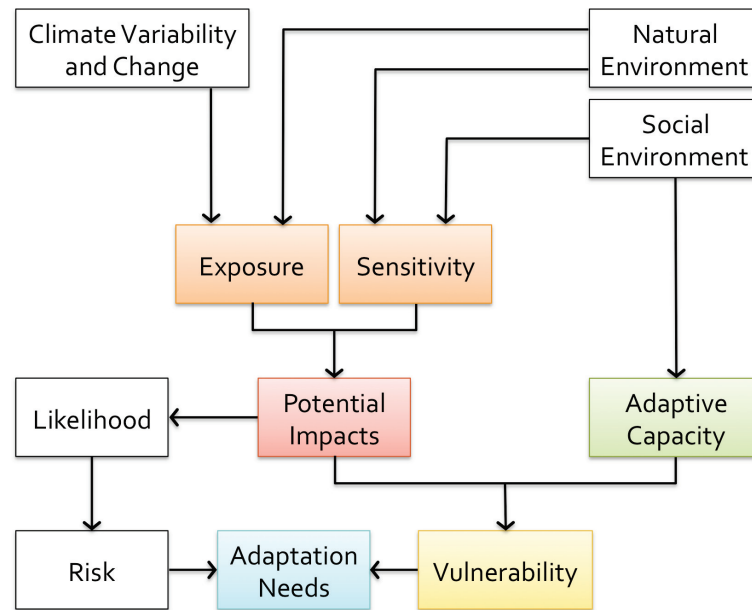 Climate Variability
and Change
Natural
Environment
Social
Environment
Exposure
Sensitivity
Likelihood
Potential
Impacts
Adaptive
Capacity
Risk
Adaptation
Needs
Vulnerability